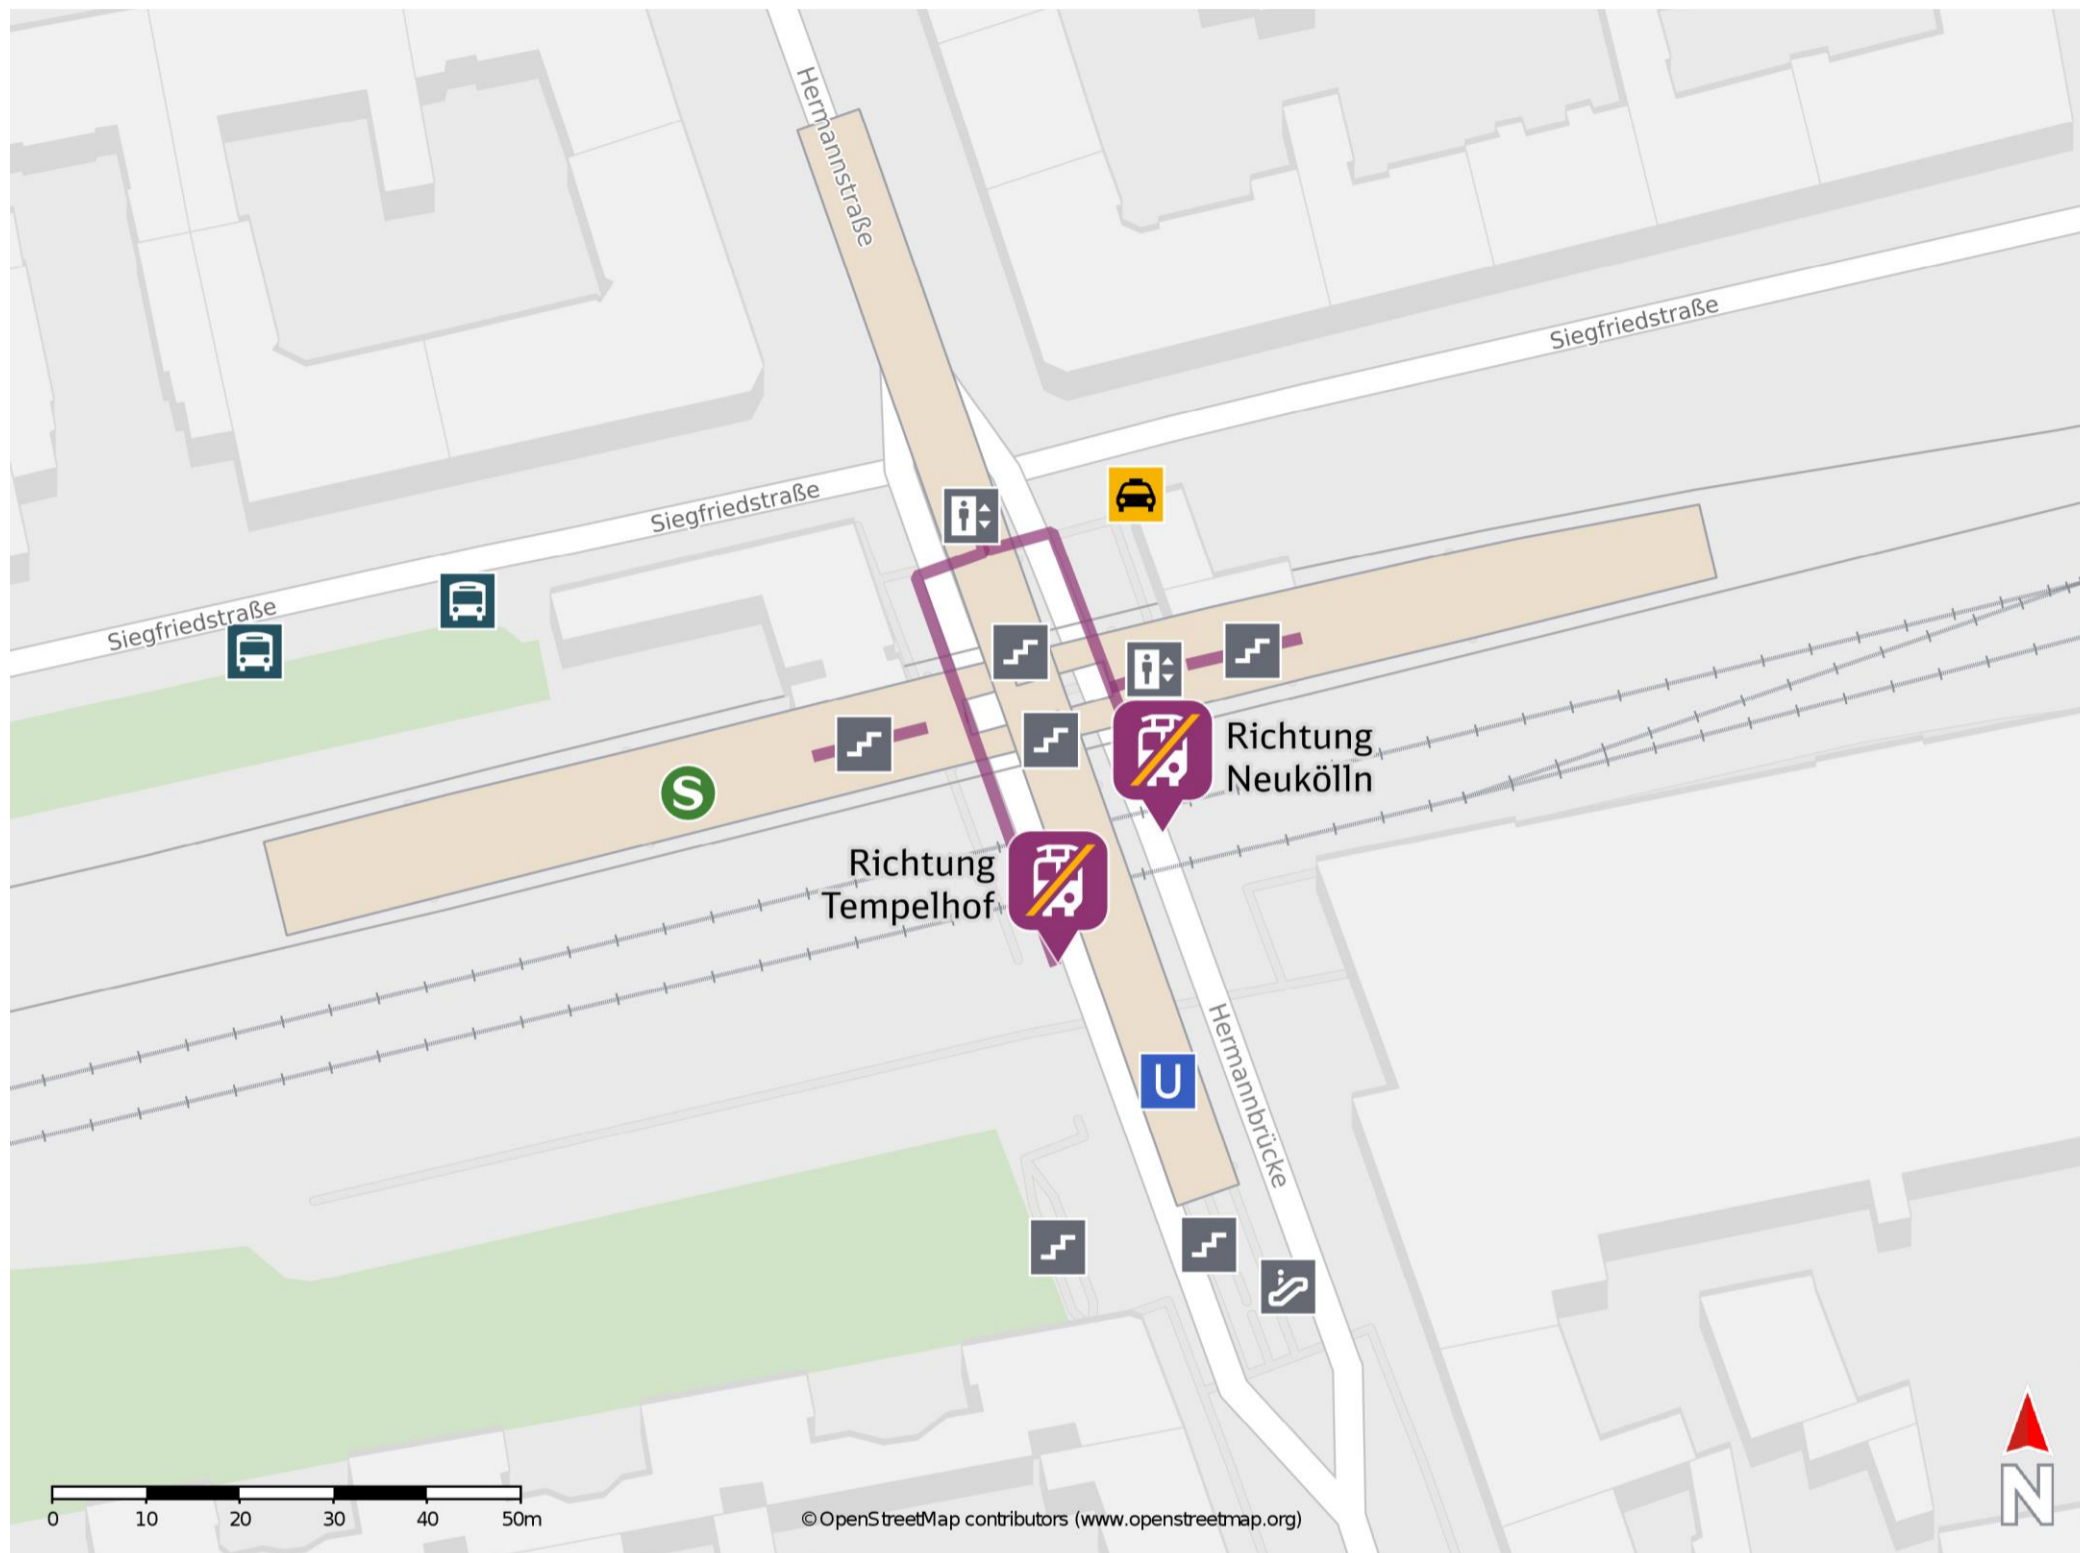 Hermannstraße
Siegfriedstraße
Siegfriedstraße
Siegfriedstraße
S
Richtung
Neukölln
Richtung
Tempelhof
Hermannbrücke
U
0 10 20 30 40 50m
© OpenStreetMap contributors (www.openstreetmap.org)
N